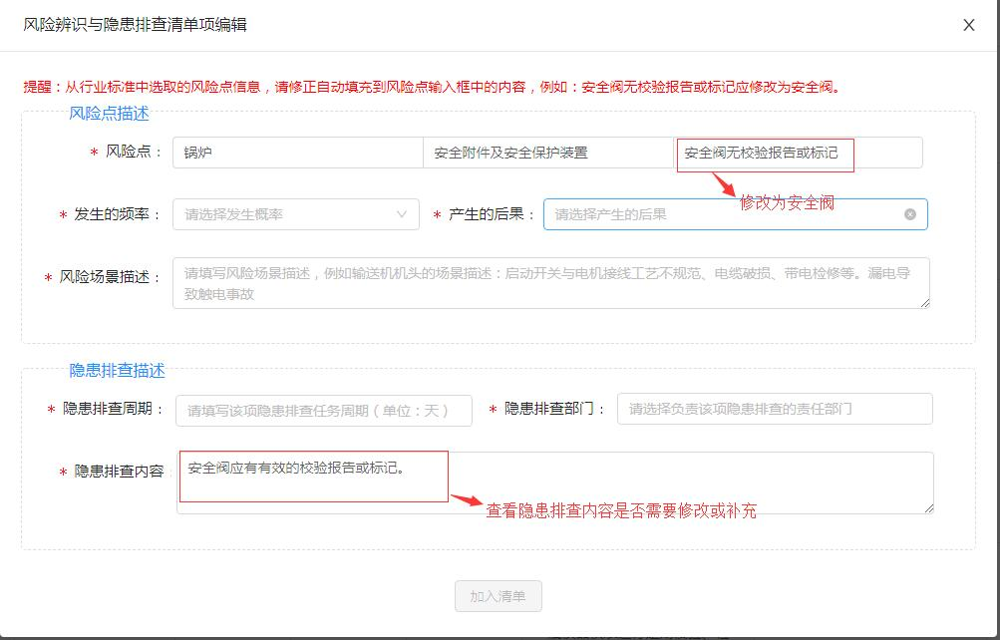 风险辨识与隐患排查清单项编辑
提醒：从行业标准中选取的风险点信息，请修正自动填充到风险点输入框中的内容，例如：安全阀无校验报告或标记应修改为安全阀。
风险点描述
* 风险点： 锅炉 安全附件及安全保护装置 安全阀无校验报告或标记
修改为安全阀
* 发生的频率： 请选择发生概率 * 产生的后果： 请选择产生的后果
* 风险场景描述： 请填写风险场景描述，例如输送机机头的场景描述：启动开关与电机接线工艺不规范、电缆破损、带电检修等。漏电导
致触电事故
隐患排查描述
* 隐患排查周期： 请填写该项隐患排查任务周期（单位：天） * 隐患排查部门： 请选择负责该项隐患排查的责任部门
* 隐患排查内容： 安全阀应有有效的校验报告或标记。
查看隐患排查内容是否需要修改或补充
加入清单